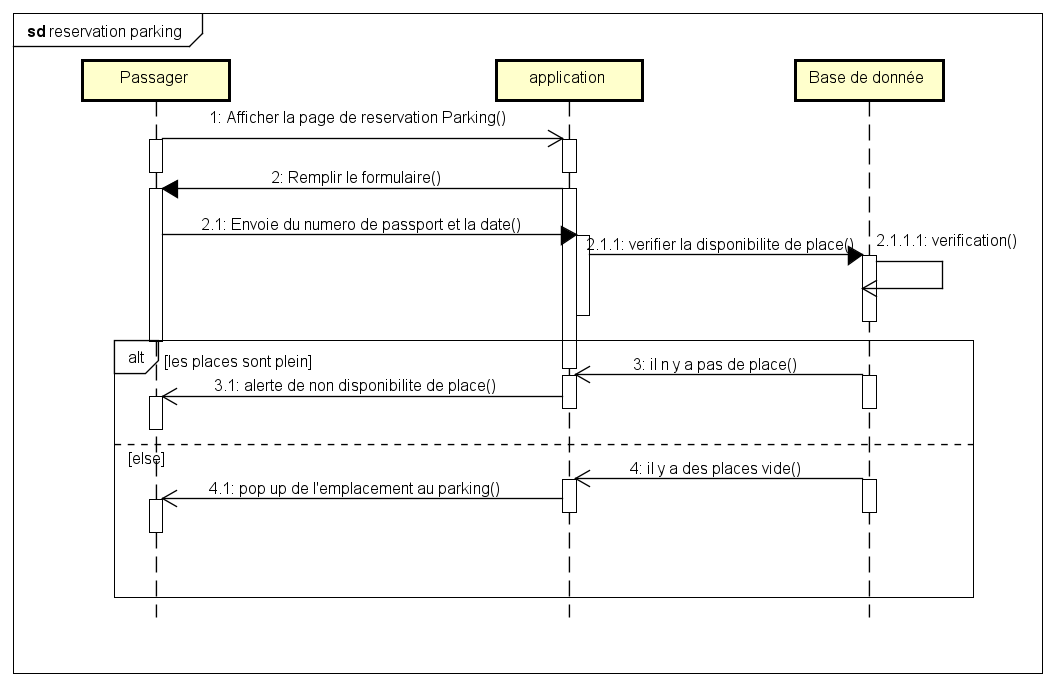 sd reservation parking
Passager
application
Base de donnée
1: Afficher la page de reservation Parking()
2: Remplir le formulaire()
2.1: Envoie du numero de passport et la date()
2.1.1: verifier la disponibilite de place()
2.1.1.1: verification()
alt
[les places sont plein]
3: il n y a pas de place()
3.1: alerte de non disponibilite de place()
[else]
4: il y a des places vide()
4.1: pop up de l'emplacement au parking()